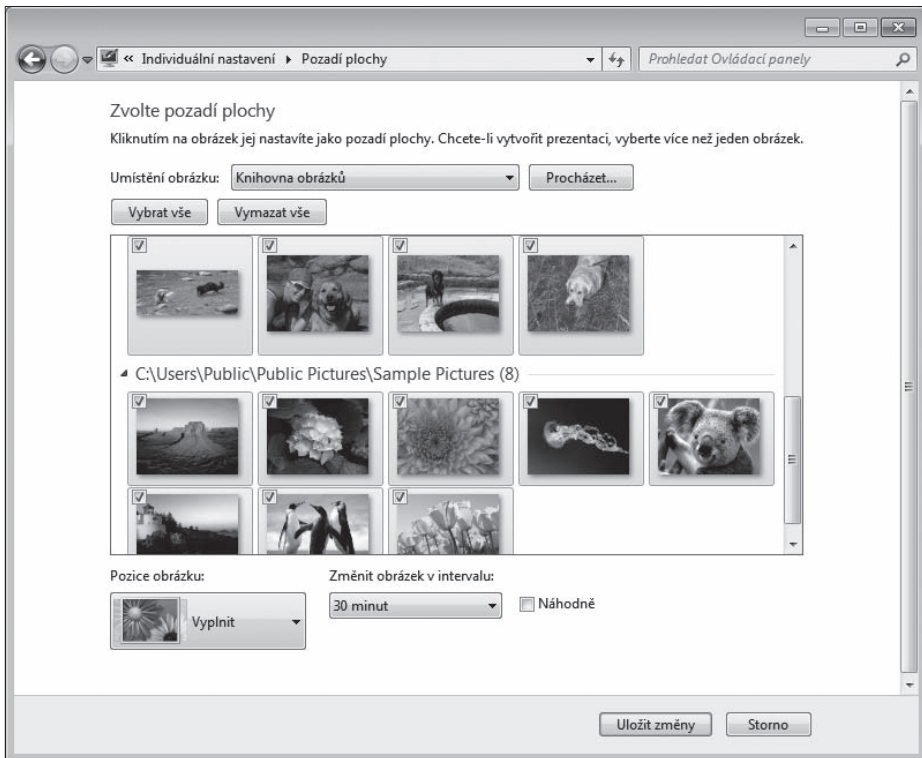 « Individuální nastavení ▸ Pozadí plochy
Prohledat Ovládací panely
Zvolte pozadí plochy
Kliknutím na obrázek jej nastavíte jako pozadí plochy. Chcete-li vytvořit prezentaci, vyberte více než jeden obrázek.
Umístění obrázku: Knihovna obrázků Procházet...
Vybrat vše Vymazat vše
C:\Users\Public\Public Pictures\Sample Pictures (8)
Pozice obrázku: Změnit obrázek v intervalu:
Vyplnit 30 minut Náhodně
Uložit změny Storno